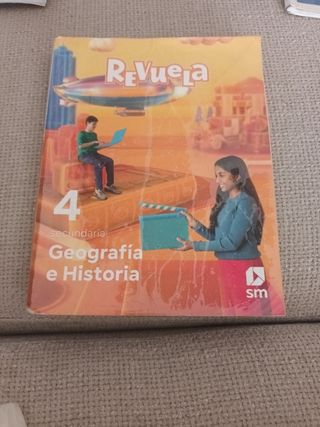 REVUELA
4
secundaria
Geografía
e Historia
sm